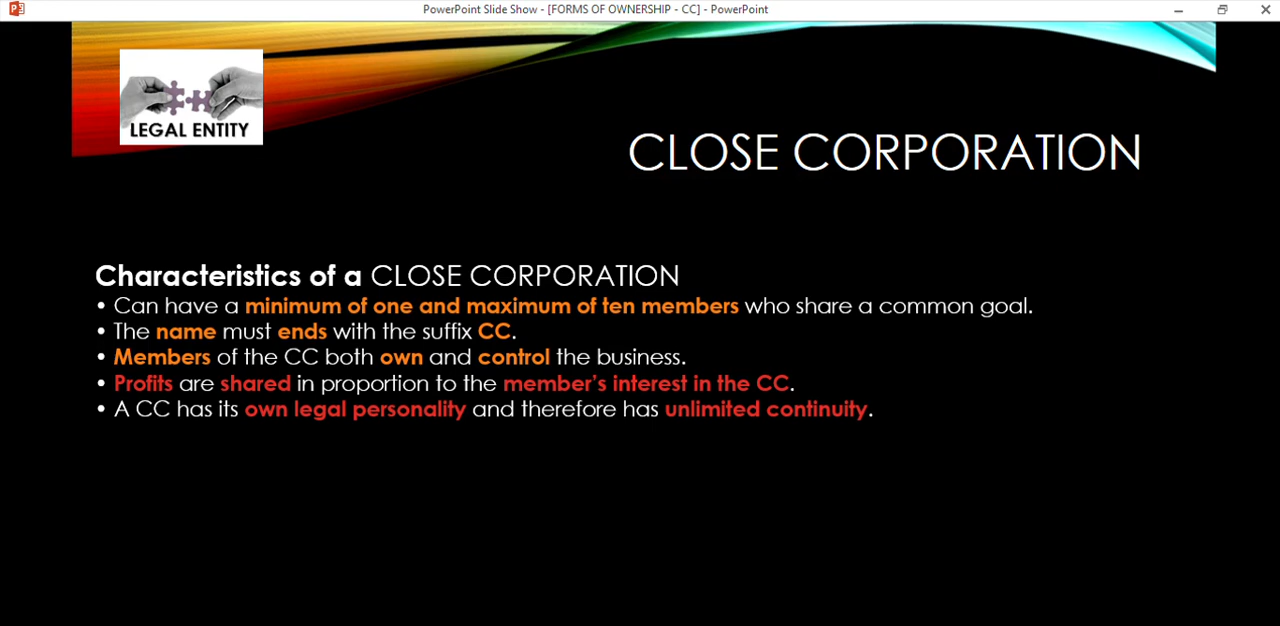 PowerPoint Slide Show - [FORMS OF OWNERSHIP - CC] - PowerPoint
LEGAL ENTITY
CLOSE CORPORATION
Characteristics of a CLOSE CORPORATION
• Can have a minimum of one and maximum of ten members who share a common goal.
• The name must ends with the suffix CC.
• Members of the CC both own and control the business.
• Profits are shared in proportion to the member's interest in the CC.
• A CC has its own legal personality and therefore has unlimited continuity.